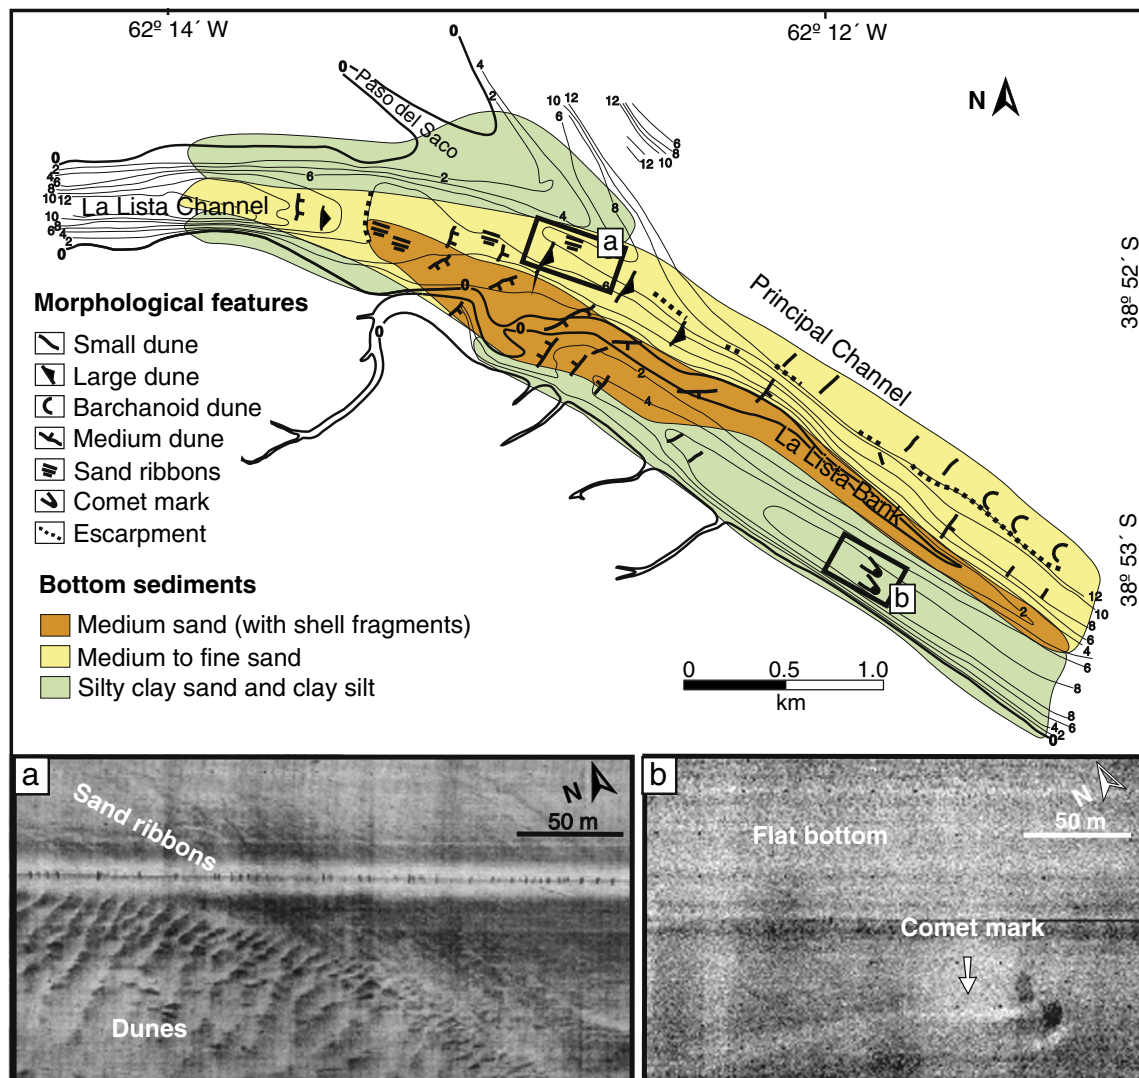 62º 14´ W
62º 12´ W
N
Paso del Saco
La Lista Channel
a
Principal Channel
38º 52´ S
Morphological features
Small dune
Large dune
Barchanoid dune
Medium dune
Sand ribbons
Comet mark
Escarpment
La Lista Bank
38º 53´ S
b
Bottom sediments
Medium sand (with shell fragments)
Medium to fine sand
Silty clay sand and clay silt
0 0.5 1.0
km
a
Sand ribbons
N
50 m
Dunes
b
N
Flat bottom
50 m
Comet mark